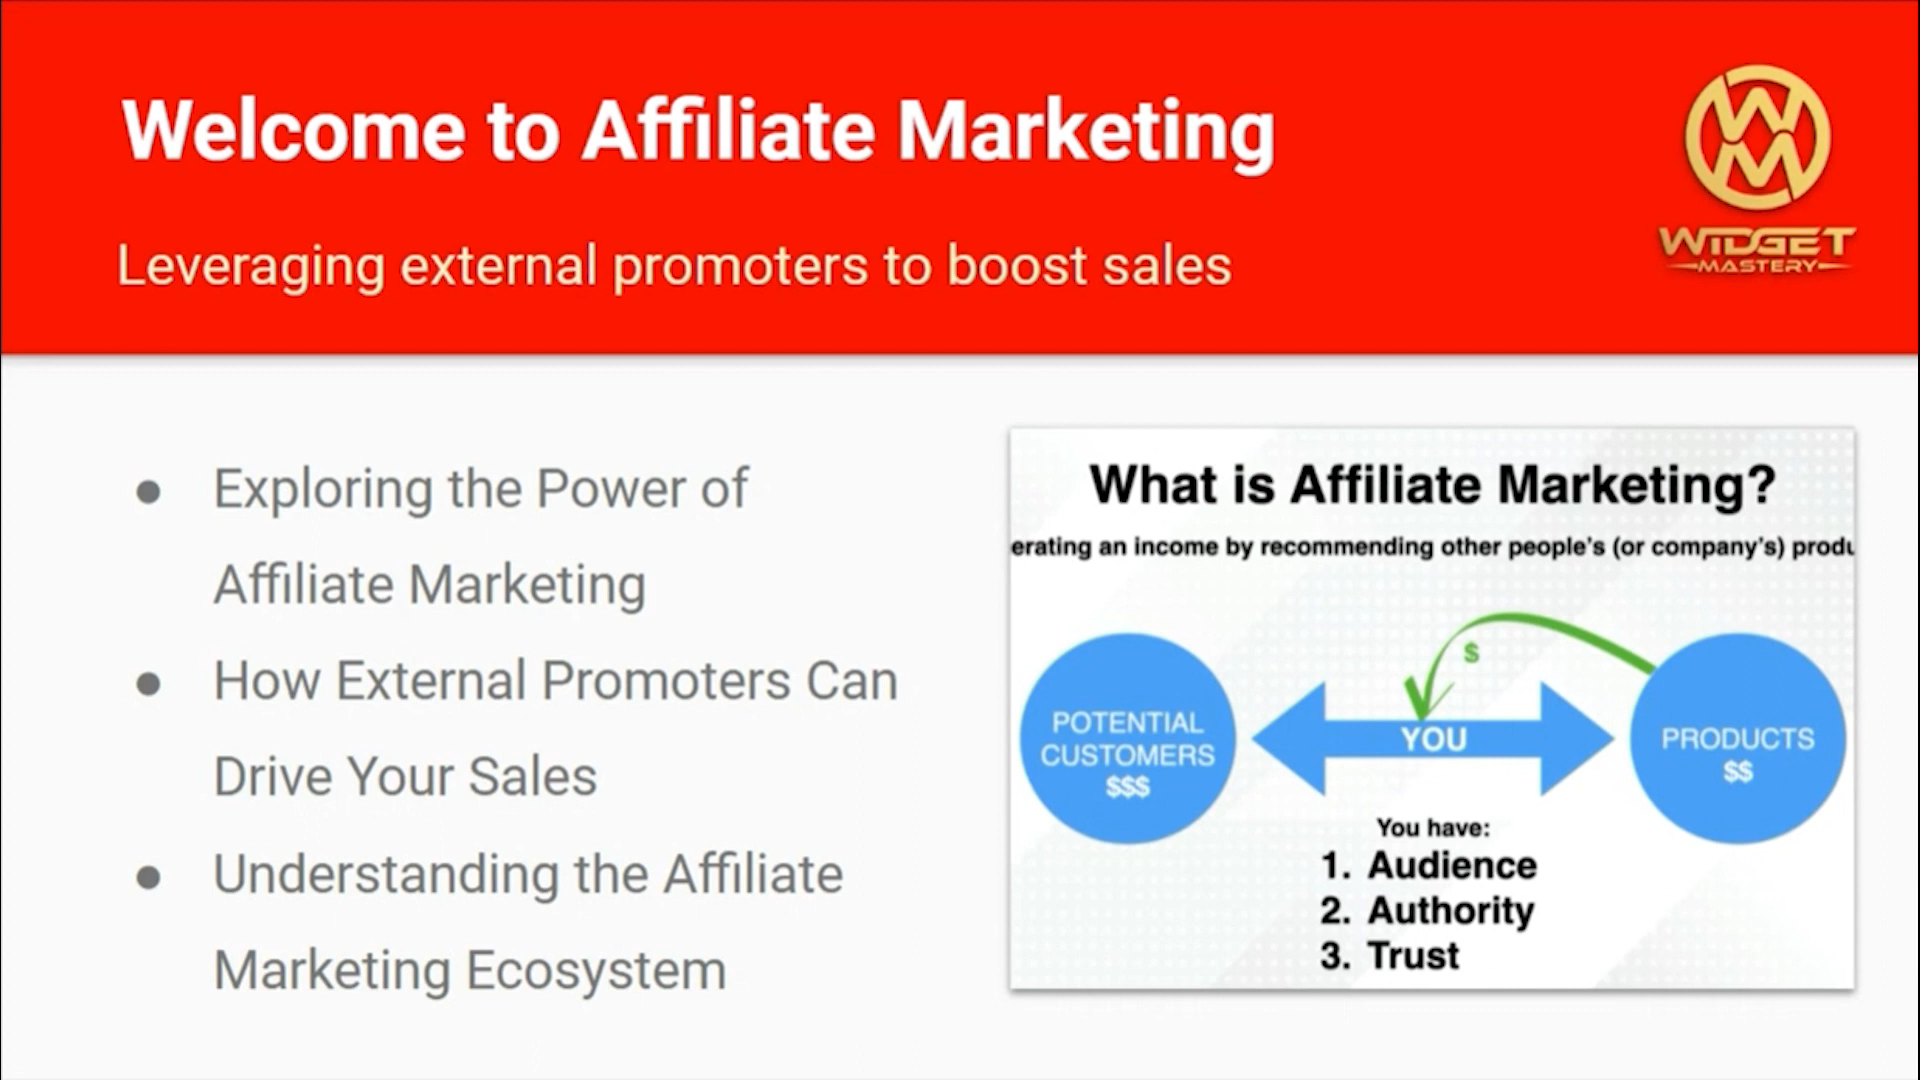 Welcome to Affiliate Marketing
Leveraging external promoters to boost sales
WIDGET
MASTERY
● Exploring the Power of
Affiliate Marketing
● How External Promoters Can
Drive Your Sales
● Understanding the Affiliate
Marketing Ecosystem
What is Affiliate Marketing?
erating an income by recommending other people's (or company's) produ
$
POTENTIAL
CUSTOMERS
$$$
YOU
PRODUCTS
$$
You have:
1. Audience
2. Authority
3. Trust